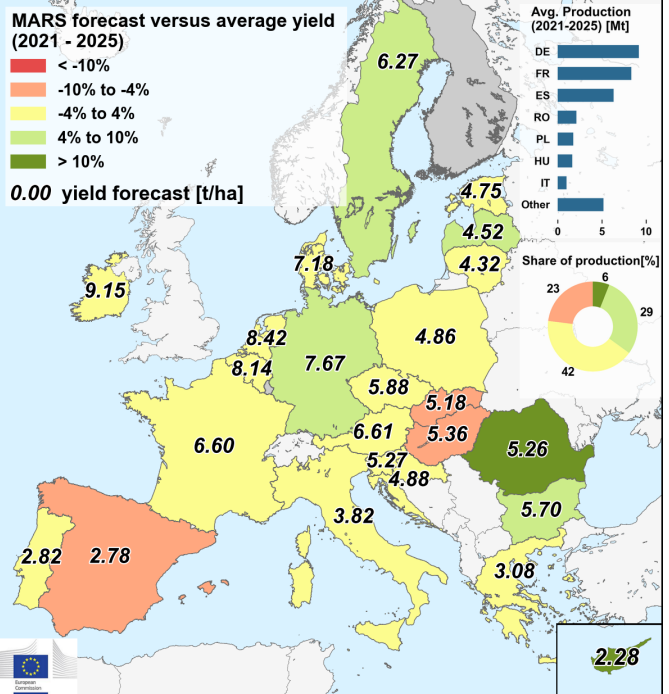 MARS forecast versus average yield
(2021 - 2025)
< -10%
-10% to -4%
-4% to 4%
4% to 10%
> 10%
0.00 yield forecast [t/ha]
Avg. Production
(2021-2025) [Mt]
DE
FR
ES
RO
PL
HU
IT
Other
0 5 10
Share of production[%]
6
23
29
42
6.27
4.75
4.52
4.32
7.18
9.15
8.42
8.14
7.67
4.86
5.88
5.18
5.36
6.61
6.60
5.27
4.88
5.26
5.70
3.82
2.82
2.78
3.08
2.28
European
Commission